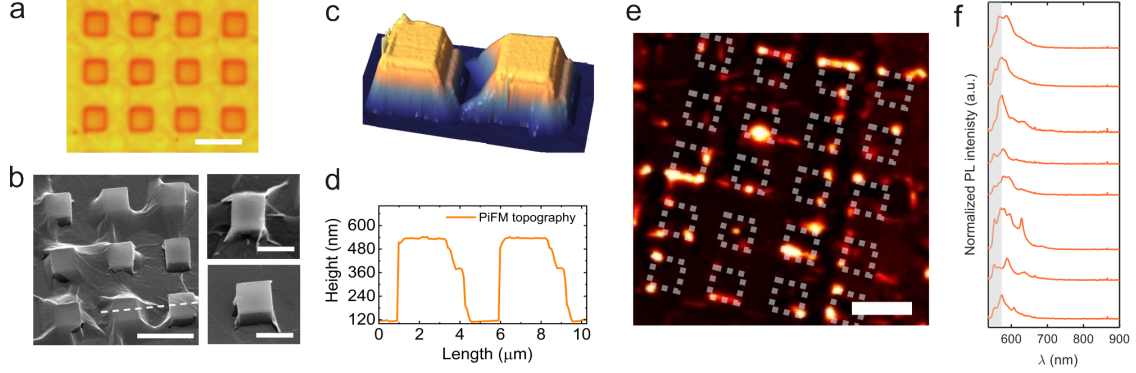 a
b
c
d
PiFM topography
Height (nm)
600
480
360
240
120
0 2 4 6 8 10
Length (μm)
e
f
Normalized PL intenisty (a.u.)
600 700 800 900
λ (nm)